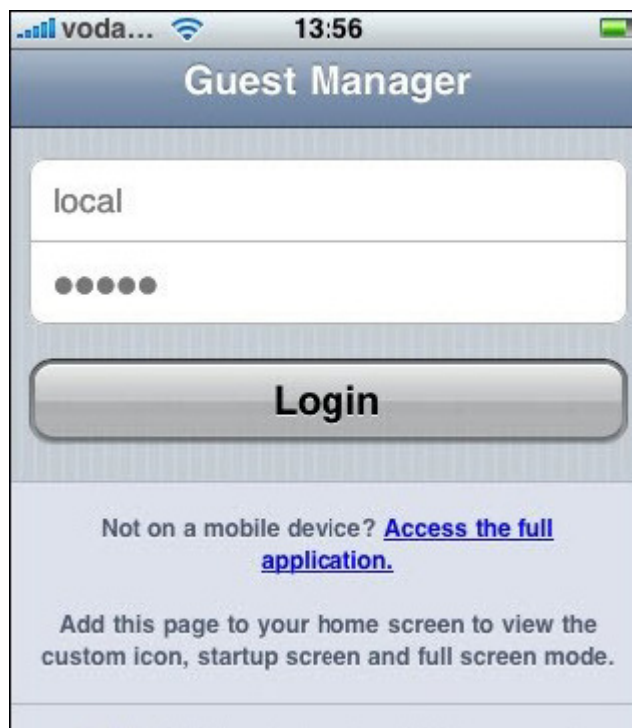 voda... 13:56
Guest Manager
local
●●●●●
Login
Not on a mobile device? Access the full
application.
Add this page to your home screen to view the
custom icon, startup screen and full screen mode.